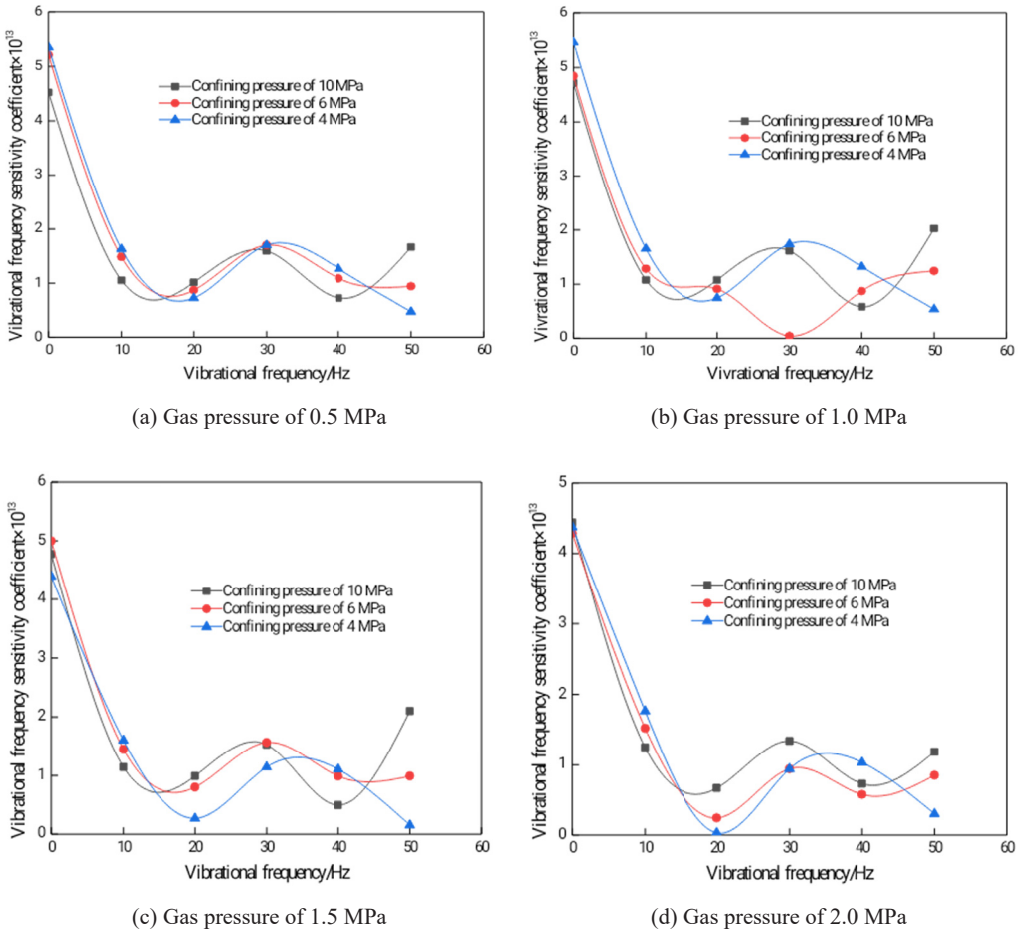 Vibrational frequency sensitivity coefficient×10¹³
6
5
4
3
2
1
0
Confining pressure of 10 MPa
Confining pressure of 6 MPa
Confining pressure of 4 MPa
0 10 20 30 40 50 60
Vibrational frequency/Hz
(a) Gas pressure of 0.5 MPa
Vivrational frequency sensitivity coefficient×10¹³
6
5
4
3
2
1
0
Confining pressure of 10 MPa
Confining pressure of 6 MPa
Confining pressure of 4 MPa
0 10 20 30 40 50 60
Vivrational frequency/Hz
(b) Gas pressure of 1.0 MPa
Vibrational frequency sensitivity coefficient×10¹³
6
5
4
3
2
1
0
Confining pressure of 10 MPa
Confining pressure of 6 MPa
Confining pressure of 4 MPa
0 10 20 30 40 50 60
Vibrational frequency/Hz
(c) Gas pressure of 1.5 MPa
Vibrational frequency sensitivity coefficient×10¹³
5
4
3
2
1
0
Confining pressure of 10 MPa
Confining pressure of 6 MPa
Confining pressure of 4 MPa
0 10 20 30 40 50 60
Vibrational frequency/Hz
(d) Gas pressure of 2.0 MPa